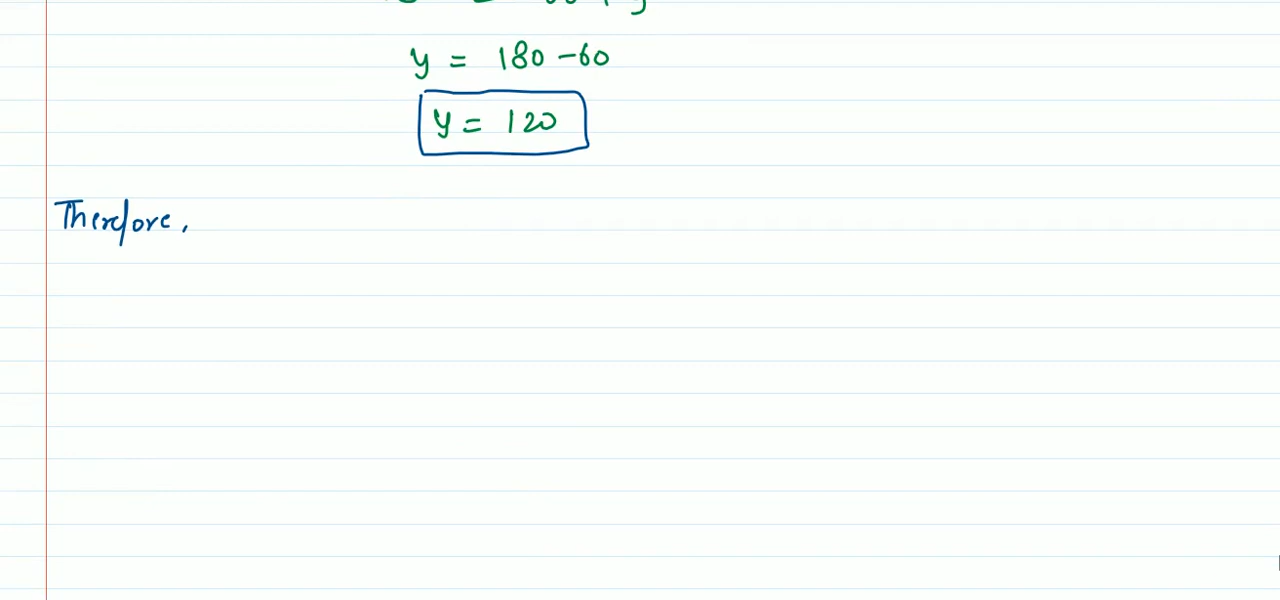 y = 180 - 60
y = 120
Therefore,